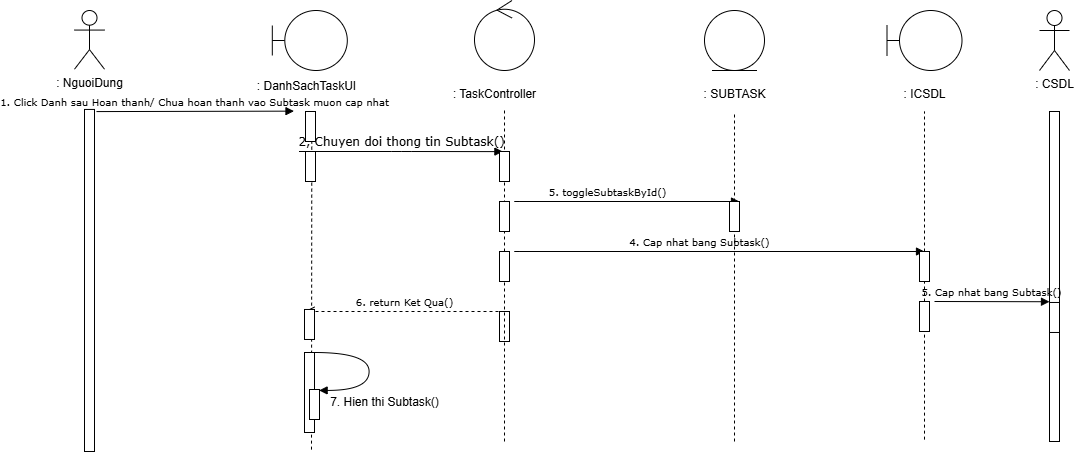 : NguoiDung
: DanhSachTaskUI
: TaskController
: SUBTASK
: ICSDL
: CSDL
1. Click Danh sau Hoan thanh/ Chua hoan thanh vao Subtask muon cap nhat
2, Chuyen doi thong tin Subtask()
5. toggleSubtaskById()
4. Cap nhat bang Subtask()
5. Cap nhat bang Subtask()
6. return Ket Qua()
7. Hien thi Subtask()